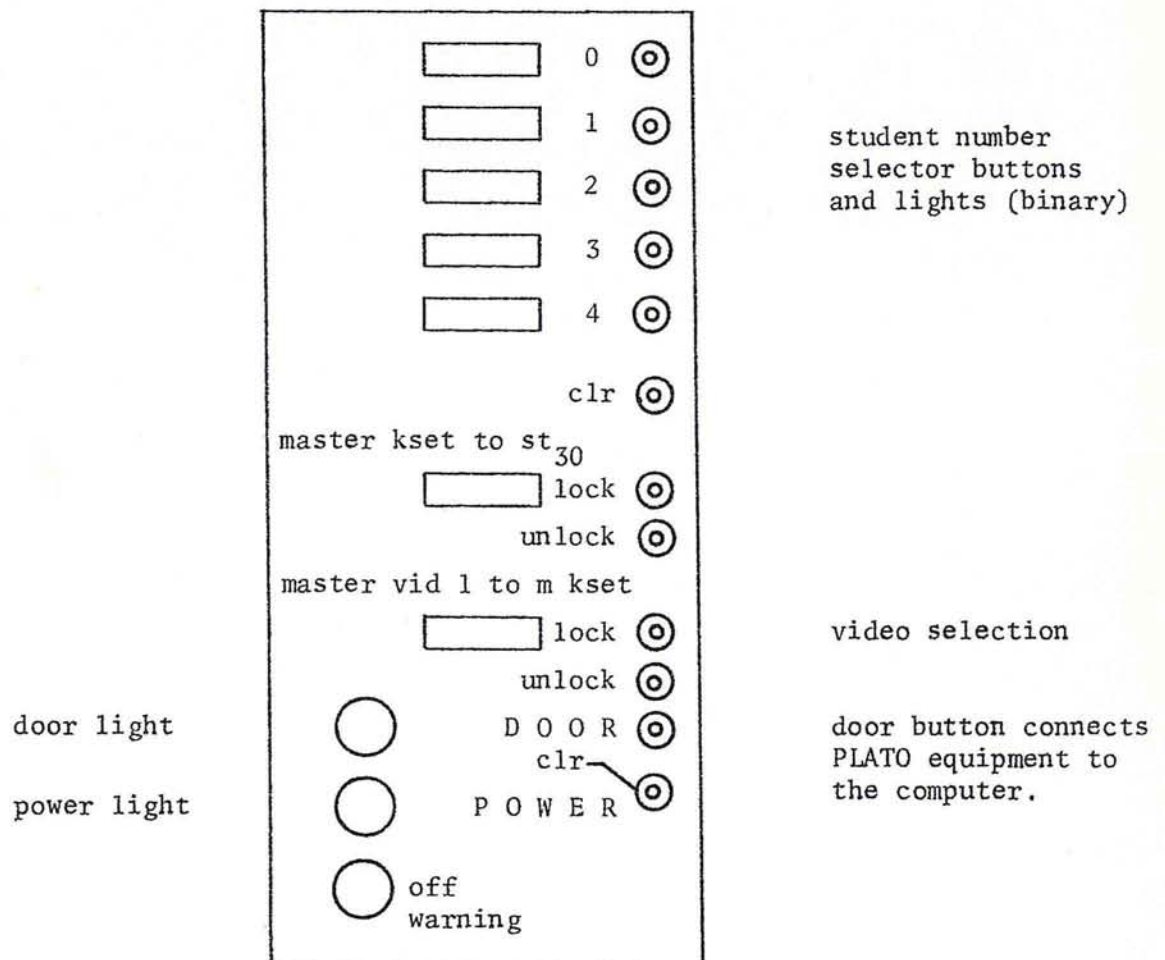 0
1
student number
selector buttons
and lights (binary)
2
3
4
clr
master kset to st30
lock
unlock
master vid 1 to m kset
lock
video selection
unlock
door light
D O O R
door button connects
PLATO equipment to
the computer.
clr
power light
P O W E R
off
warning